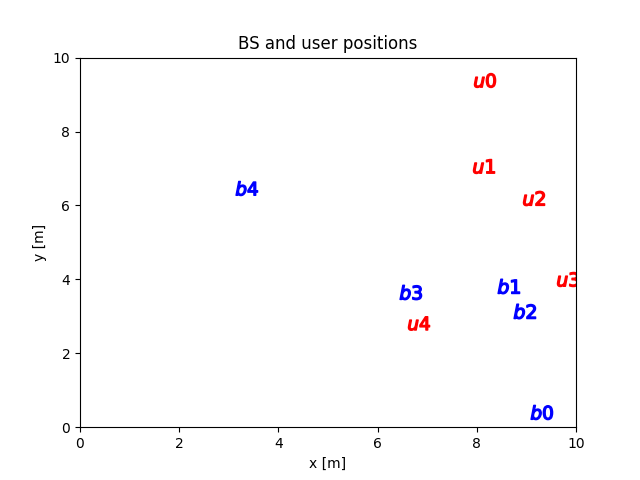 BS and user positions
10
u0
8
u1
b4
u2
6
y [m]
4
u3
b1
b3
b2
u4
2
b0
0
0 2 4 6 8 10
x [m]